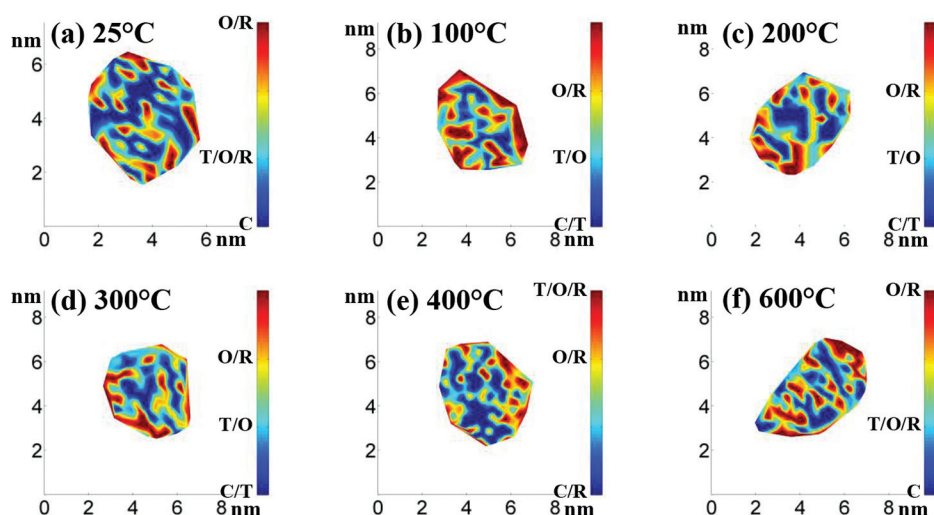 nm (a) 25°C
O/R
6
4
2
T/O/R
C
0 2 4 6 nm
nm (b) 100°C
8
6
4
2
O/R
T/O
C/T
0 2 4 6 8 nm
nm (c) 200°C
8
6
4
2
O/R
T/O
C/T
0 2 4 6 8 nm
nm (d) 300°C
8
6
4
2
O/R
T/O
C/T
0 2 4 6 8 nm
nm (e) 400°C
T/O/R
8
6
4
2
O/R
C/R
0 2 4 6 8 nm
nm (f) 600°C
O/R
8
6
4
2
T/O/R
C
0 2 4 6 8 nm